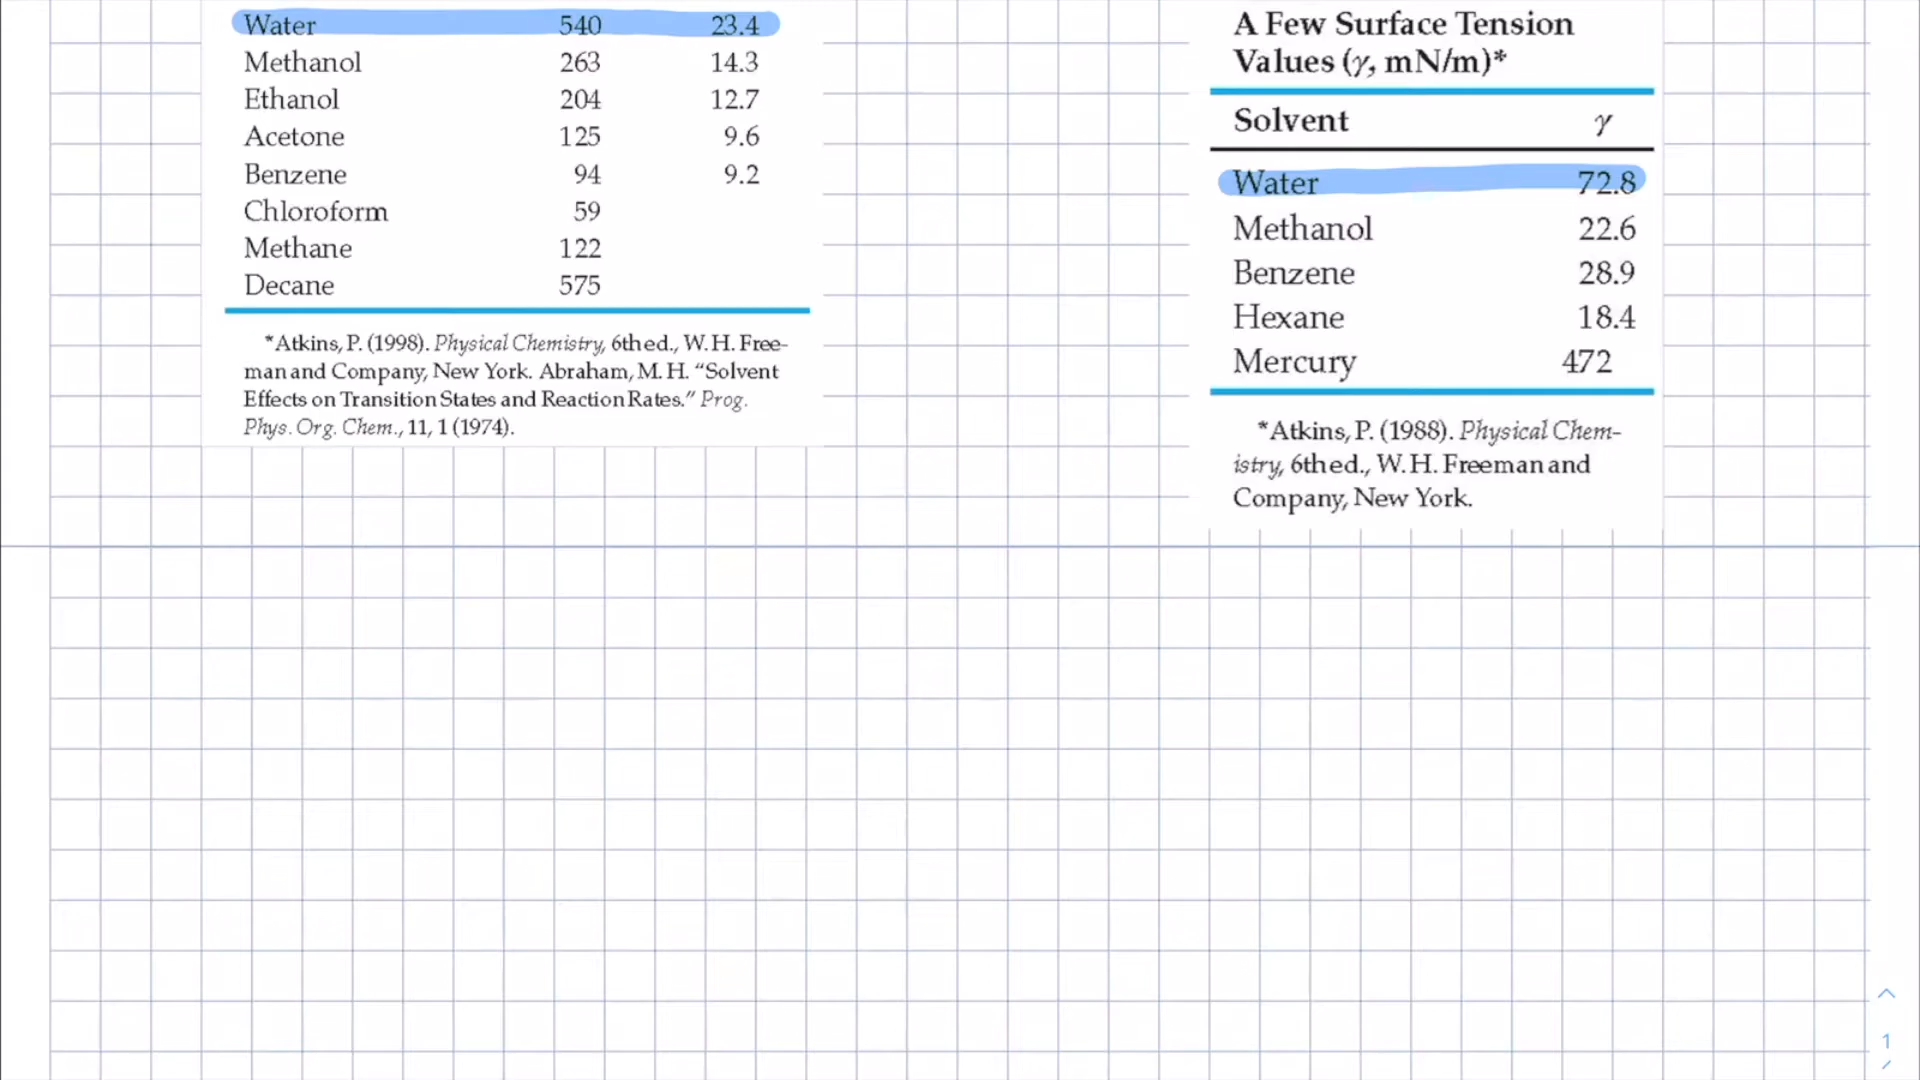 Water 540 23.4
Methanol 263 14.3
Ethanol 204 12.7
Acetone 125 9.6
Benzene 94 9.2
Chloroform 59
Methane 122
Decane 575
*Atkins, P. (1998). Physical Chemistry, 6th ed., W. H. Free-
man and Company, New York. Abraham, M. H. “Solvent
Effects on Transition States and Reaction Rates.” Prog.
Phys. Org. Chem., 11, 1 (1974).
A Few Surface Tension
Values (γ, mN/m)*
Solvent γ
Water 72.8
Methanol 22.6
Benzene 28.9
Hexane 18.4
Mercury 472
*Atkins, P. (1988). Physical Chem-
istry, 6th ed., W. H. Freeman and
Company, New York.
1